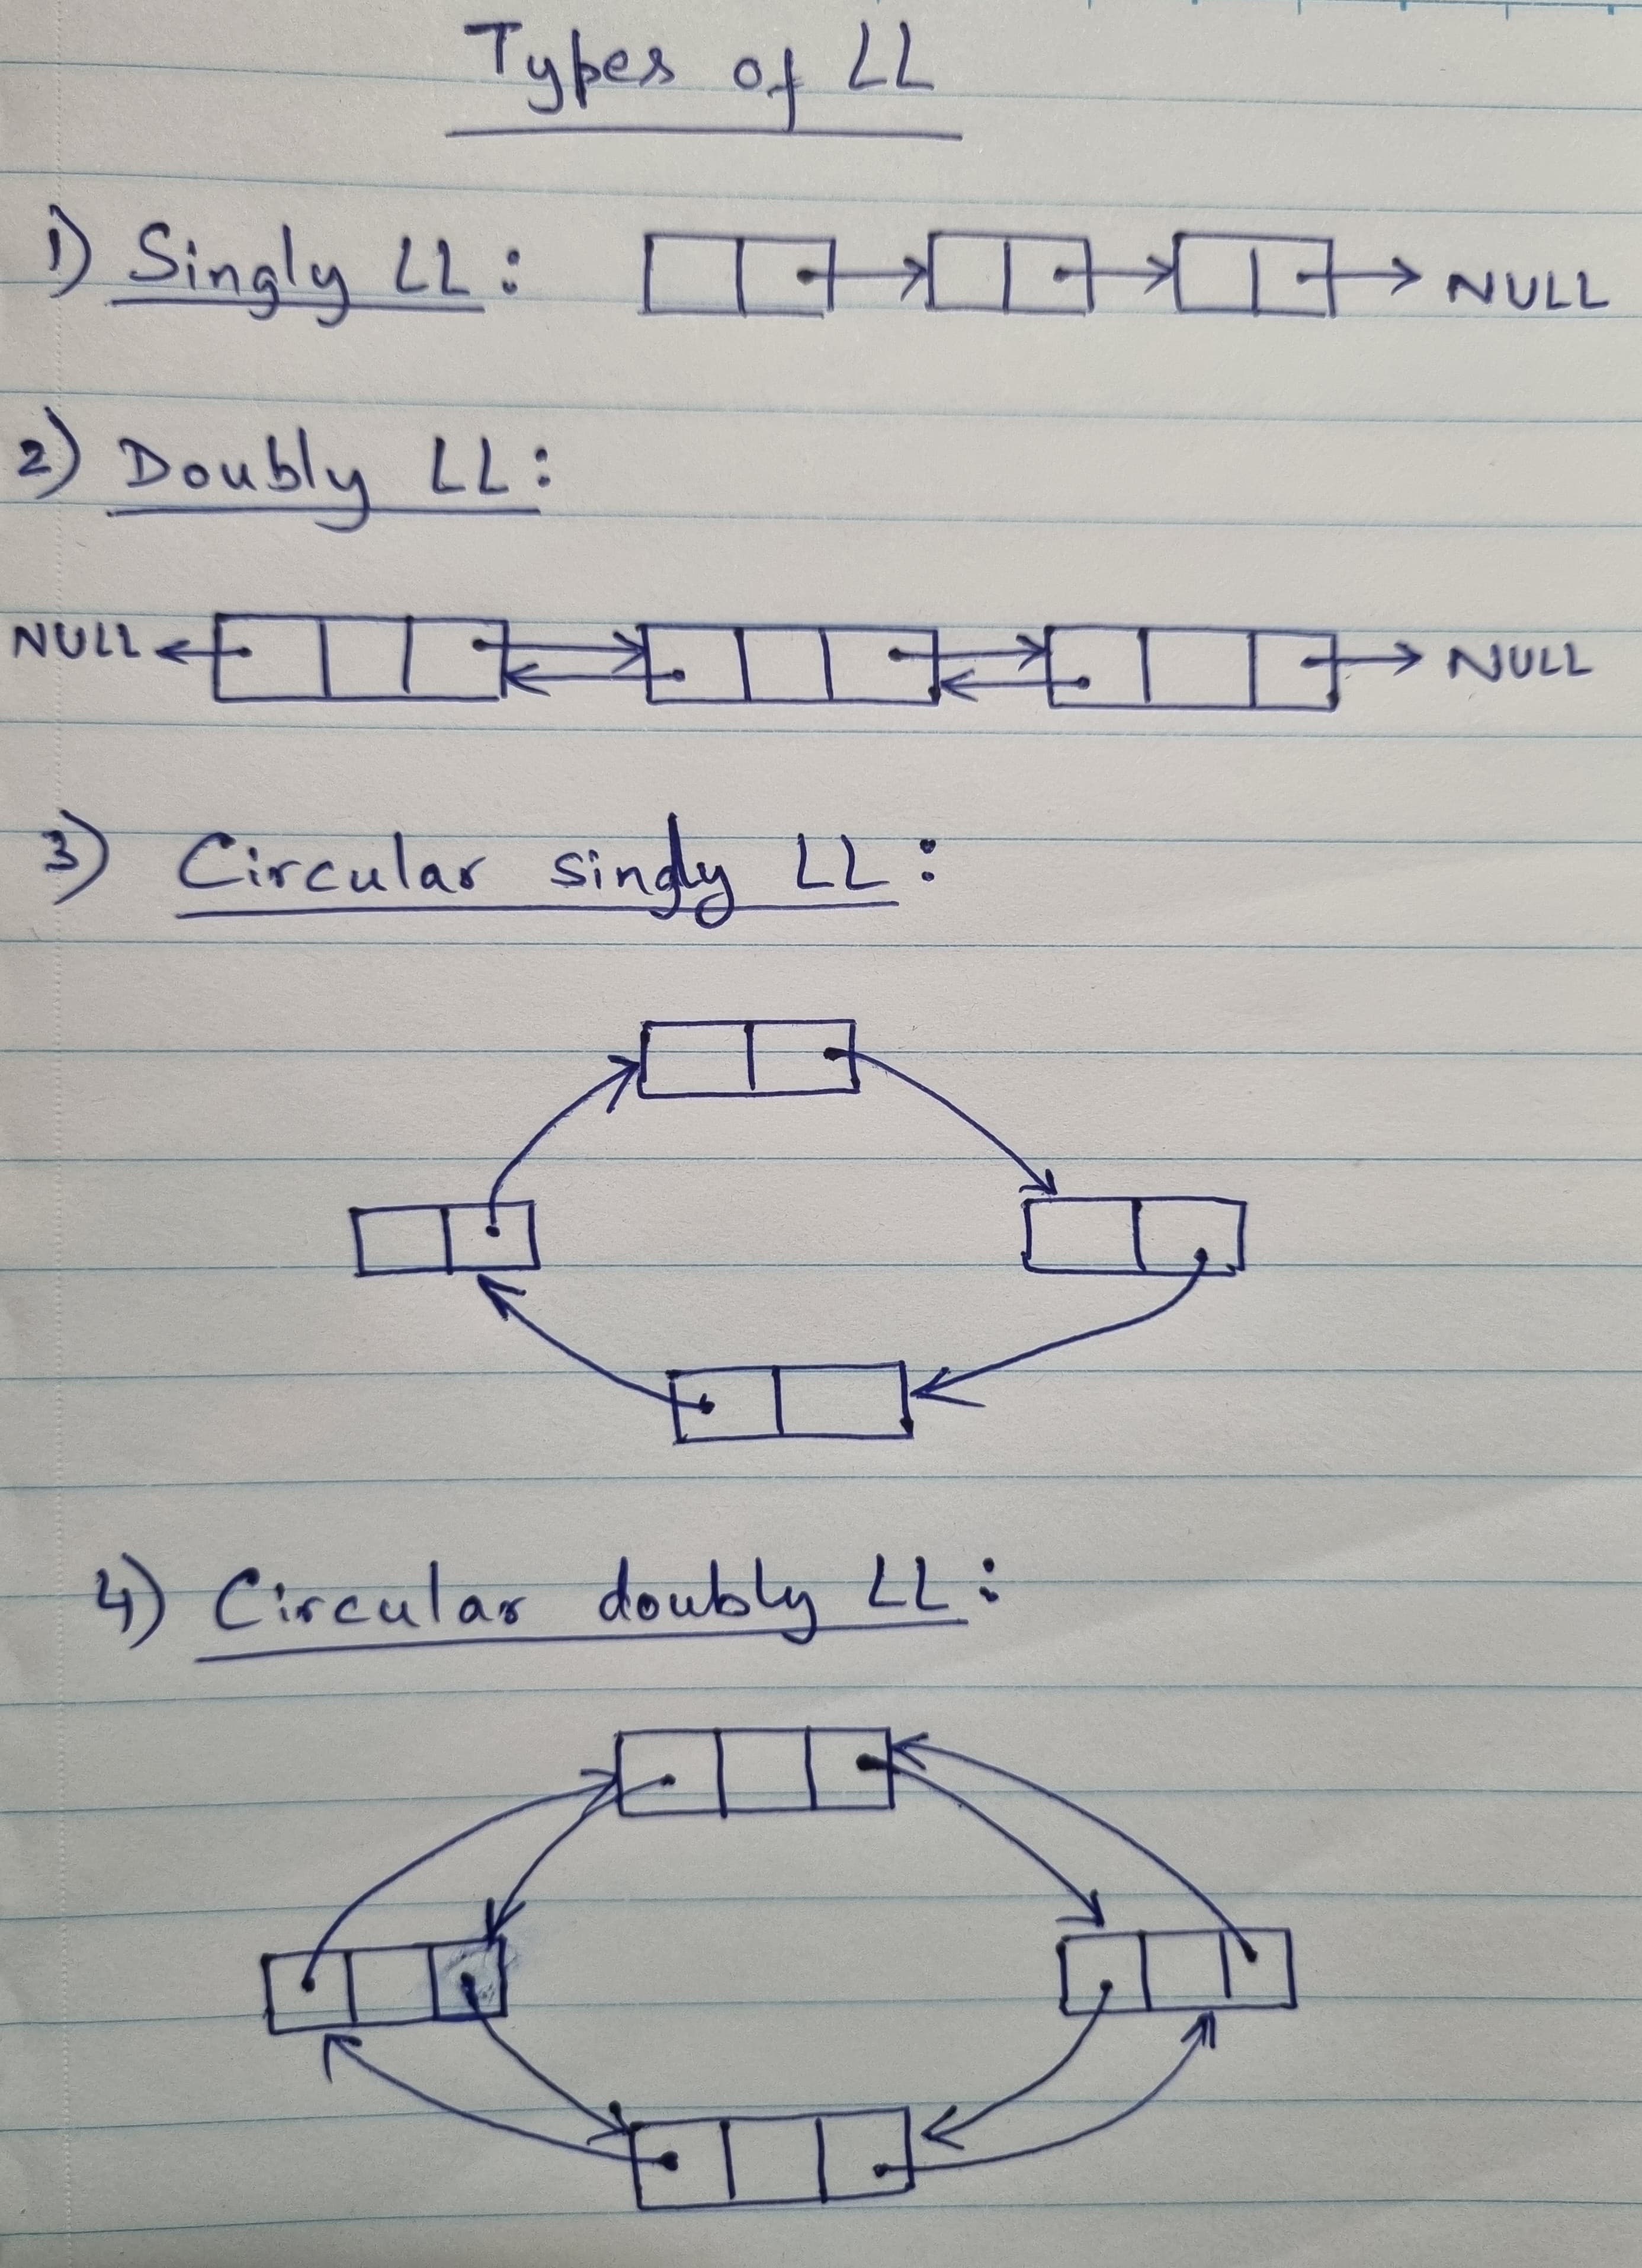 Types of LL
1) Singly LL: NULL
2) Doubly LL:
NULL NULL
3) Circular singly LL:
4) Circular doubly LL: